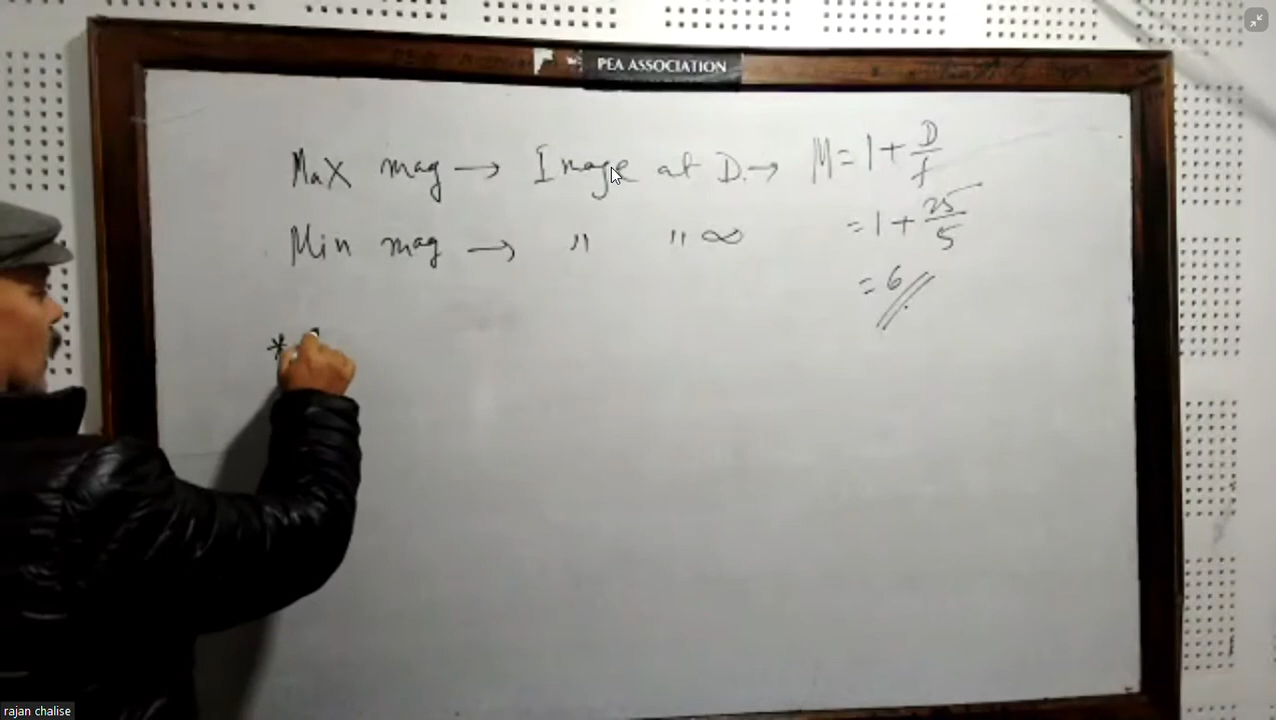 PEA ASSOCIATION
Max mag → Image at D. → M = 1 + D/f
= 1 + 25/5
Min mag → " " ∞
= 6 //
*
rajan chalise